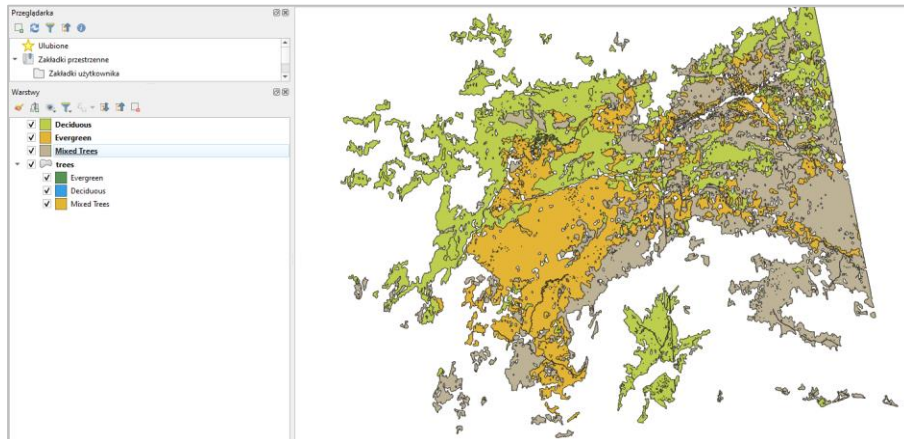 Przeglądarka
Ulubione
Zakładki przestrzenne
Zakładki użytkownika
Warstwy
Deciduous
Evergreen
Mixed Trees
trees
Evergreen
Deciduous
Mixed Trees